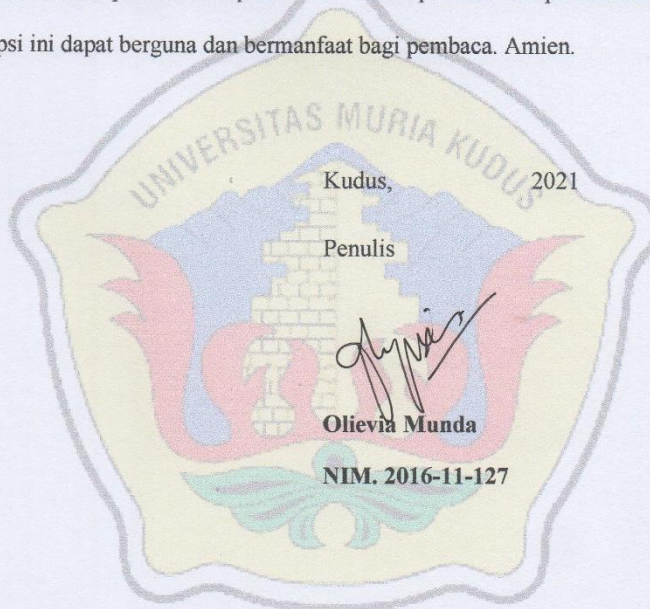 psi ini dapat berguna dan bermanfaat bagi pembaca. Amien.
UNIVERSITAS MURIA KUDUS
Kudus, 2021
Penulis
Olievia Munda
NIM. 2016-11-127